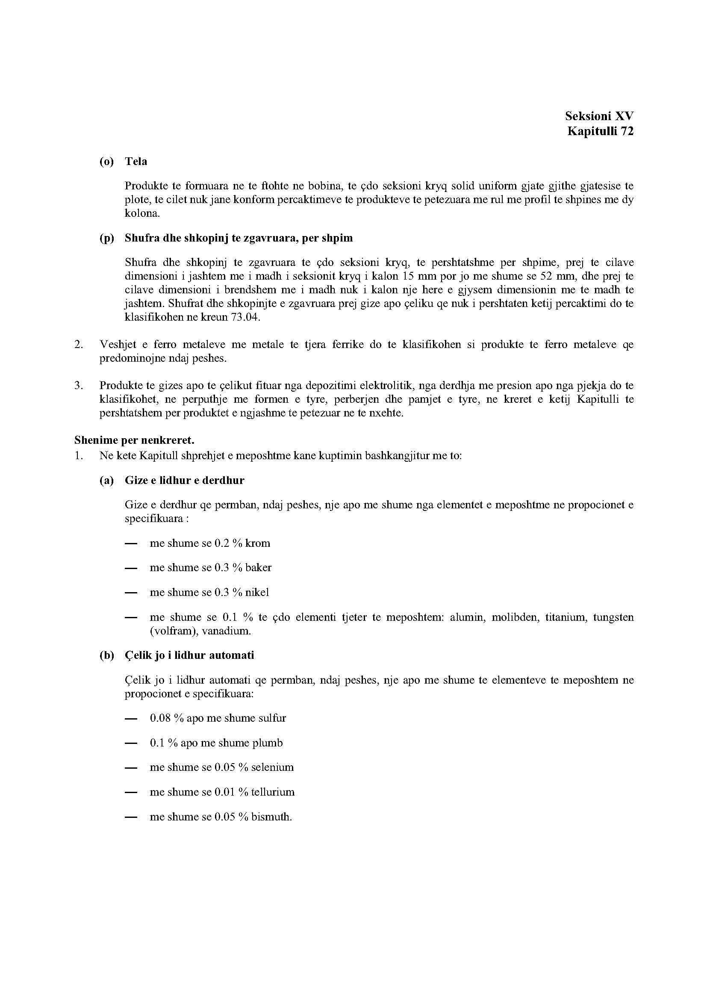 Seksioni XV
Kapitulli 72
(o) Tela
Produkte te formuara ne te ftohte ne bobina, te çdo seksioni kryq solid uniform gjate gjithe gjatesise te
plote, te cilet nuk jane konform percaktimeve te produkteve te petezuara me rul me profil te shpines me dy
kolona.
(p) Shufra dhe shkopinj te zgavruara, per shpim
Shufra dhe shkopinj te zgavruara te çdo seksioni kryq, te pershtatshme per shpime, prej te cilave
dimensioni i jashtem me i madh i seksionit kryq i kalon 15 mm por jo me shume se 52 mm, dhe prej te
cilave dimensioni i brendshem me i madh nuk i kalon nje here e gjysem dimensionin me te madh te
jashtem. Shufrat dhe shkopinjte e zgavruara prej gize apo çeliku qe nuk i pershtaten ketij percaktimi do te
klasifikohen ne kreun 73.04.
2. Veshjet e ferro metaleve me metale te tjera ferrike do te klasifikohen si produkte te ferro metaleve qe
predominojne ndaj peshes.
3. Produkte te gizes apo te çelikut fituar nga depozitimi elektrolitik, nga derdhja me presion apo nga pjekja do te
klasifikohet, ne perputhje me formen e tyre, perberjen dhe pamjet e tyre, ne kreret e ketij Kapitulli te
pershtatshem per produktet e ngjashme te petezuar ne te nxehte.
Shenime per nenkreret.
1. Ne kete Kapitull shprehjet e meposhtme kane kuptimin bashkangjitur me to:
(a) Gize e lidhur e derdhur
Gize e derdhur qe permban, ndaj peshes, nje apo me shume nga elementet e meposhtme ne propocionet e
specifikuara :
— me shume se 0.2 % krom
— me shume se 0.3 % baker
— me shume se 0.3 % nikel
— me shume se 0.1 % te çdo elementi tjeter te meposhtem: alumin, molibden, titanium, tungsten
(volfram), vanadium.
(b) Çelik jo i lidhur automati
Çelik jo i lidhur automati qe permban, ndaj peshes, nje apo me shume te elementeve te meposhtem ne
propocionet e specifikuara:
— 0.08 % apo me shume sulfur
— 0.1 % apo me shume plumb
— me shume se 0.05 % selenium
— me shume se 0.01 % tellurium
— me shume se 0.05 % bismuth.